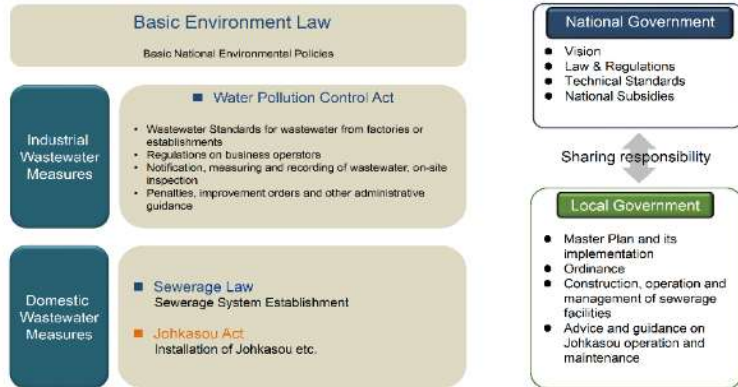 Basic Environment Law
Basic National Environmental Policies
Industrial
Wastewater
Measures
■ Water Pollution Control Act
• Wastewater Standards for wastewater from factories or
establishments
• Regulations on business operators
• Notification, measuring and recording of wastewater, on-site
inspection
• Penalties, improvement orders and other administrative
guidance
Domestic
Wastewater
Measures
■ Sewerage Law
Sewerage System Establishment
■ Johkasou Act
Installation of Johkasou etc.
National Government
● Vision
● Law & Regulations
● Technical Standards
● National Subsidies
Sharing responsibility
Local Government
● Master Plan and its
implementation
● Ordinance
● Construction, operation and
management of sewerage
facilities
● Advice and guidance on
Johkasou operation and
maintenance